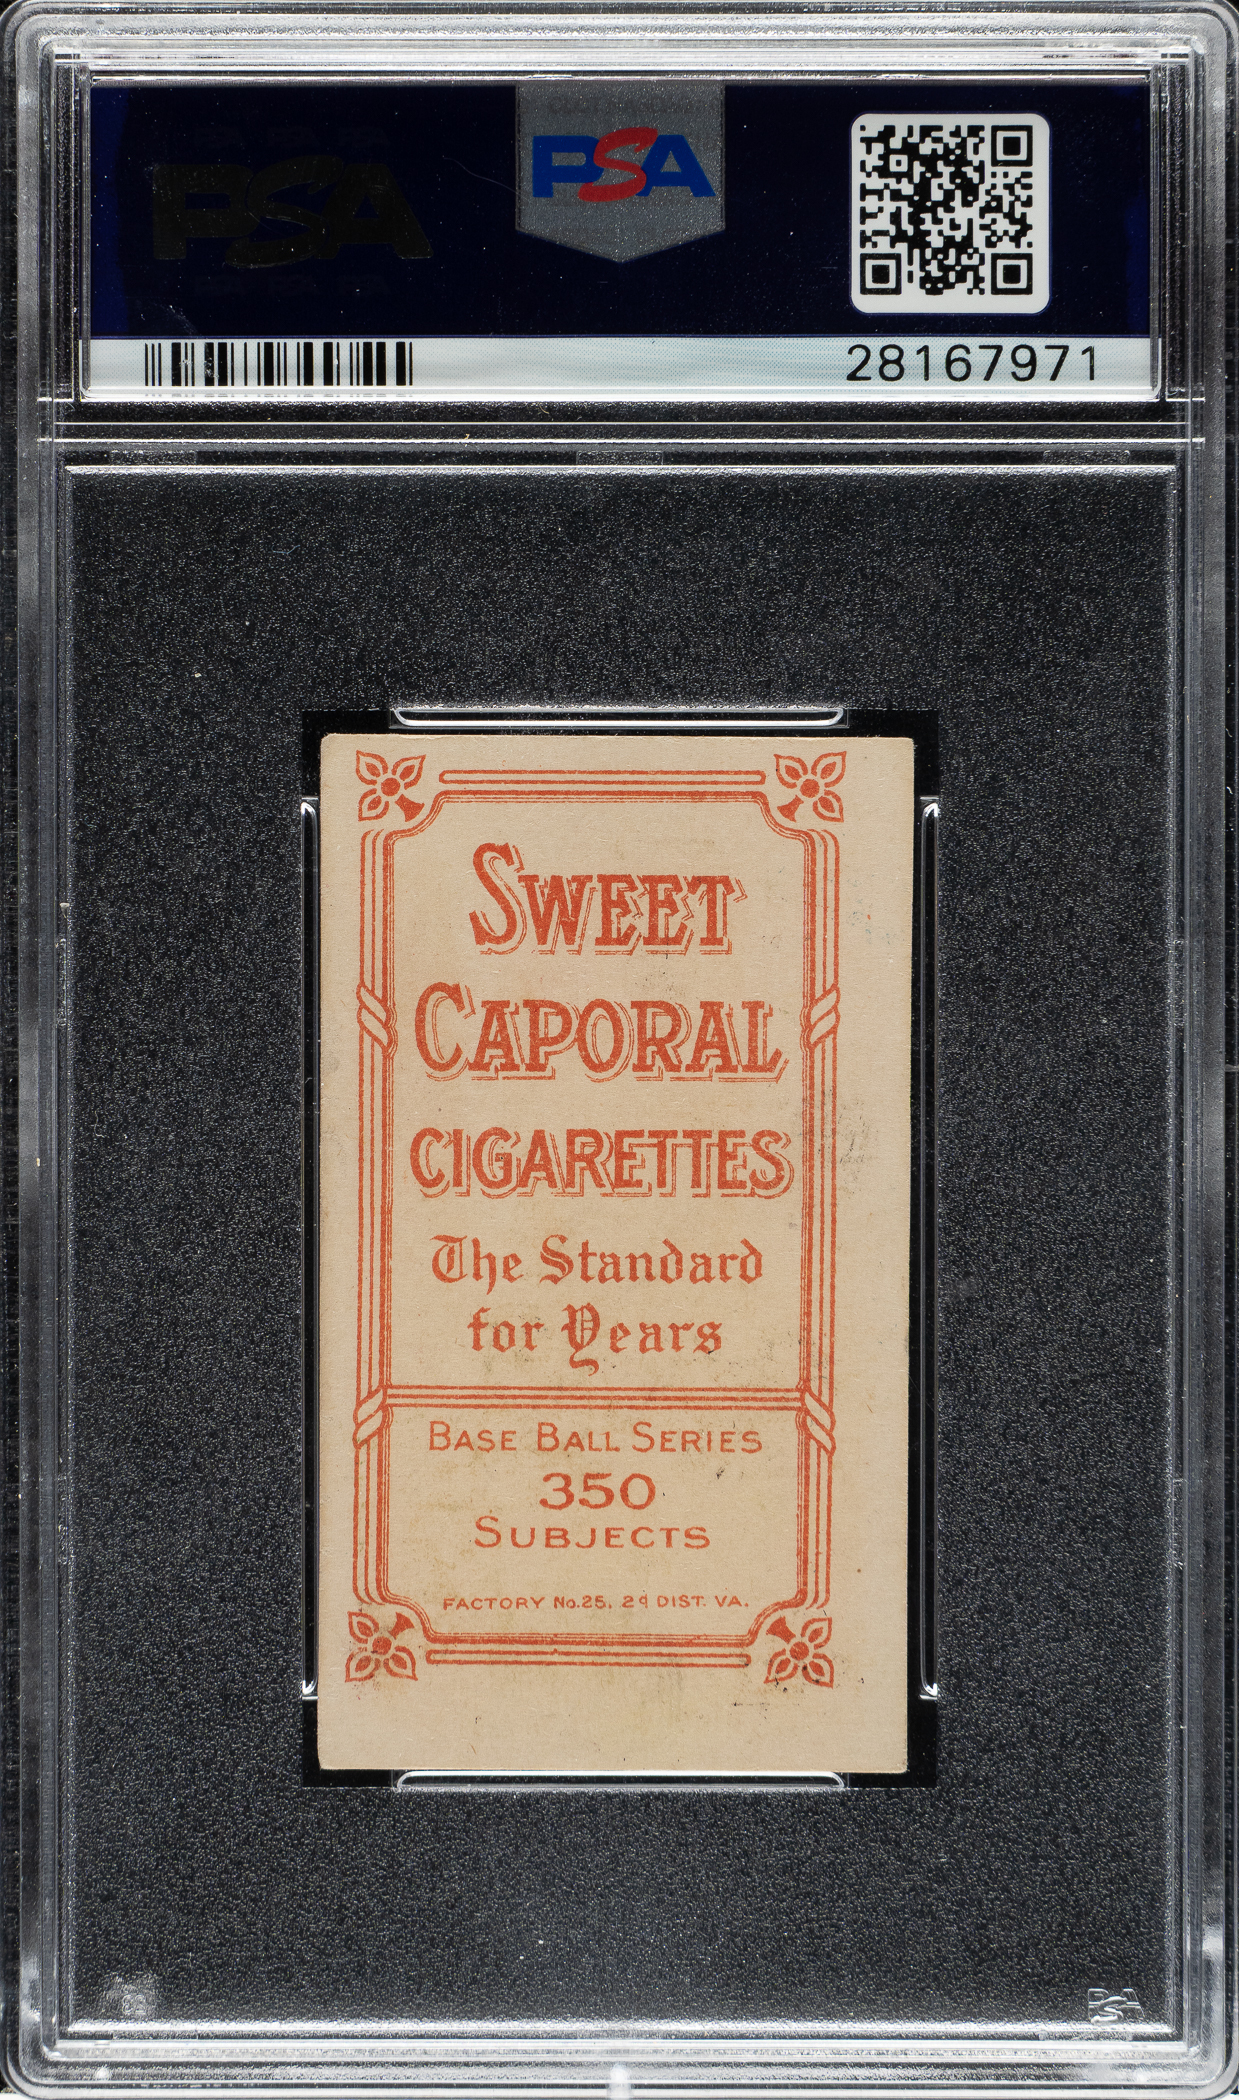 PSA
PSA
28167971
SWEET
CAPORAL
CIGARETTES
The Standard
for Years
BASE BALL SERIES
350
SUBJECTS
FACTORY No.25, 2d DIST. VA.
PSA